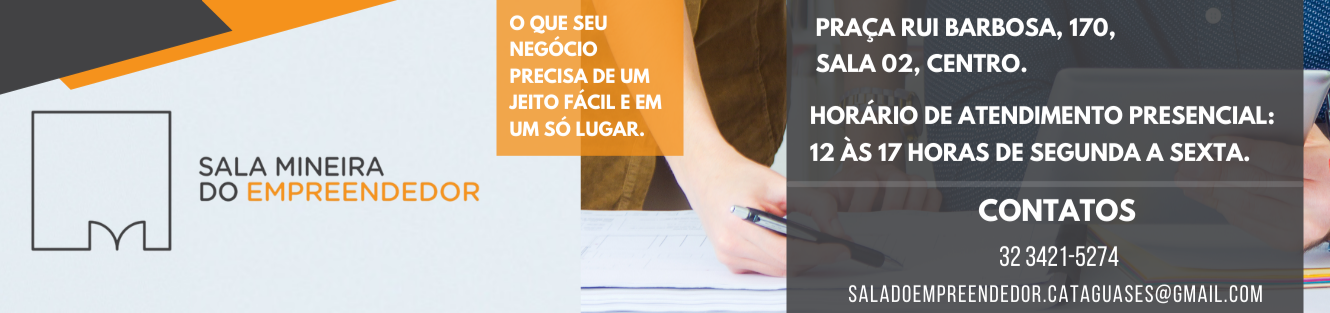 SALA MINEIRA
DO EMPREENDEDOR
O QUE SEU
NEGÓCIO
PRECISA DE UM
JEITO FÁCIL E EM
UM SÓ LUGAR.
PRAÇA RUI BARBOSA, 170,
SALA 02, CENTRO.
HORÁRIO DE ATENDIMENTO PRESENCIAL:
12 ÀS 17 HORAS DE SEGUNDA A SEXTA.
CONTATOS
32 3421-5274
SALADOEMPREENDEDOR.CATAGUASES@GMAIL.COM